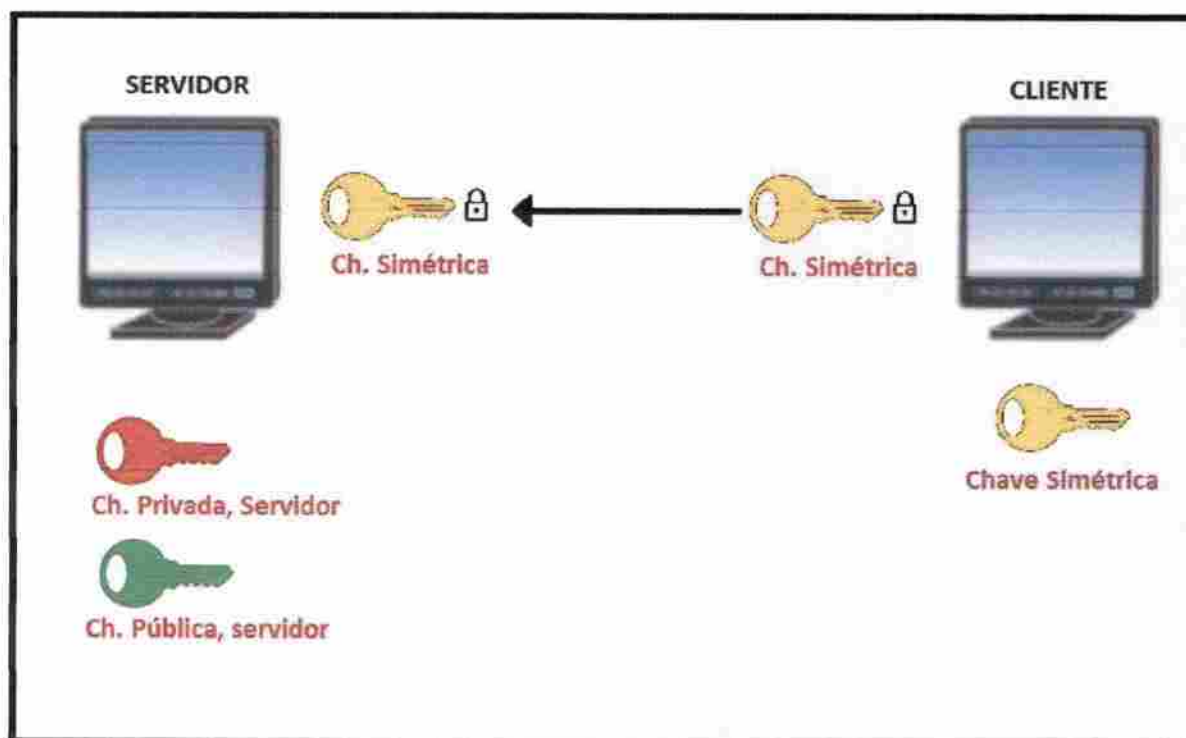 SERVIDOR
CLIENTE
Ch. Simétrica
Ch. Simétrica
Ch. Privada, Servidor
Chave Simétrica
Ch. Pública, servidor